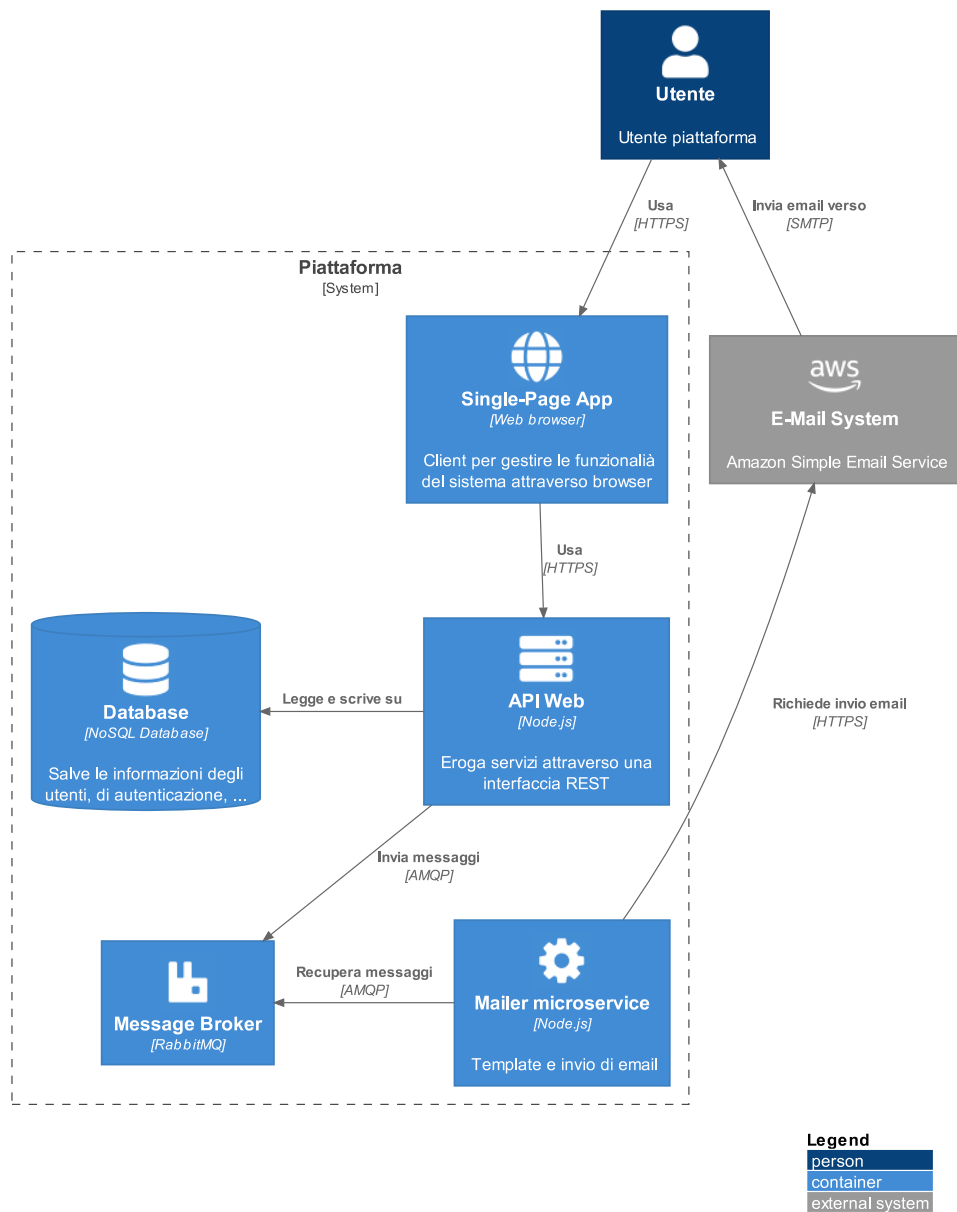 Utente
Utente piattaforma
Usa
[HTTPS]
Invia email verso
[SMTP]
Piattaforma
[System]
Single-Page App
[Web browser]
Client per gestire le funzionalià
del sistema attraverso browser
aws
E-Mail System
Amazon Simple Email Service
Usa
[HTTPS]
Database
[NoSQL Database]
Salve le informazioni degli
utenti, di autenticazione, ...
Legge e scrive su
API Web
[Node.js]
Eroga servizi attraverso una
interfaccia REST
Richiede invio email
[HTTPS]
Invia messaggi
[AMQP]
Message Broker
[RabbitMQ]
Recupera messaggi
[AMQP]
Mailer microservice
[Node.js]
Template e invio di email
Legend
person
container
external system